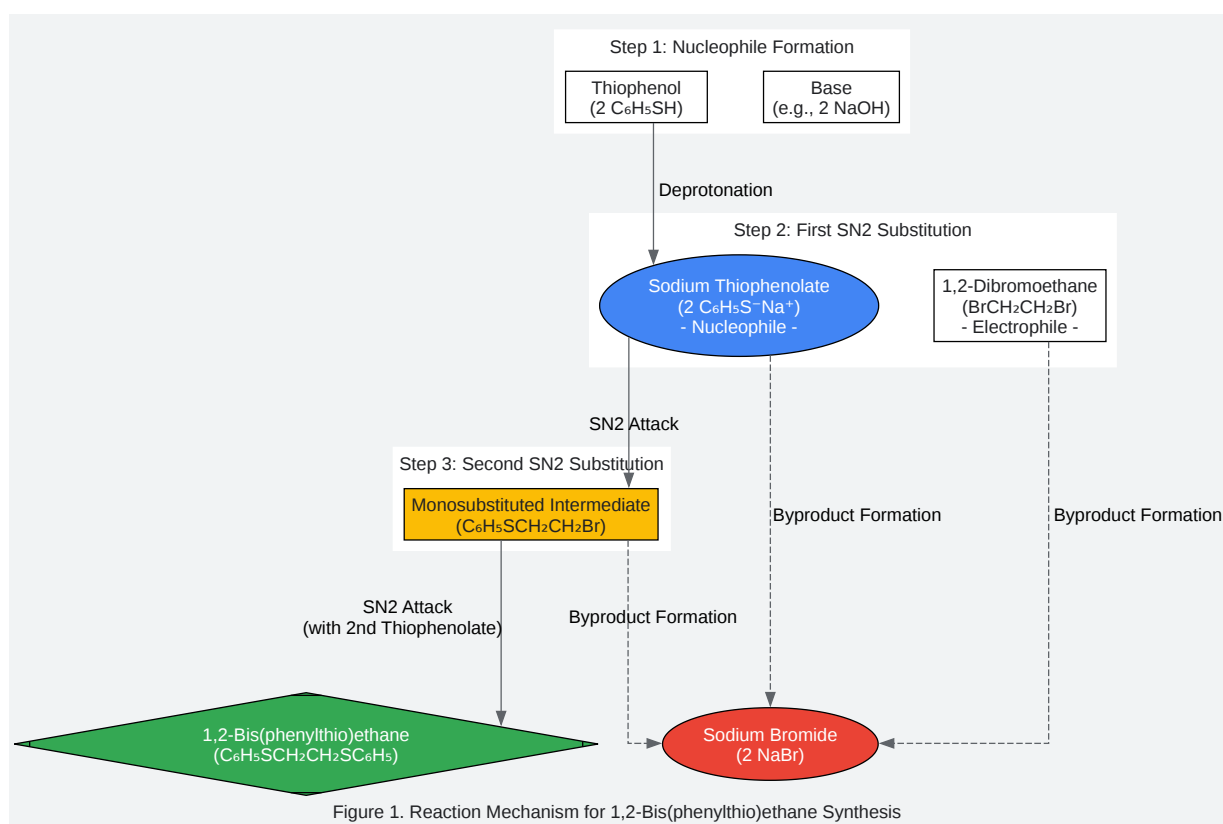 Step 1: Nucleophile Formation
Thiophenol
(2 C₆H₅SH)
Base
(e.g., 2 NaOH)
Deprotonation
Step 2: First SN2 Substitution
Sodium Thiophenolate
(2 C₆H₅S⁻Na⁺)
- Nucleophile -
1,2-Dibromoethane
(BrCH₂CH₂Br)
- Electrophile -
SN2 Attack
Step 3: Second SN2 Substitution
Monosubstituted Intermediate
(C₆H₅SCH₂CH₂Br)
Byproduct Formation
Byproduct Formation
SN2 Attack
(with 2nd Thiophenolate)
Byproduct Formation
1,2-Bis(phenylthio)ethane
(C₆H₅SCH₂CH₂SC₆H₅)
Sodium Bromide
(2 NaBr)
Figure 1. Reaction Mechanism for 1,2-Bis(phenylthio)ethane Synthesis